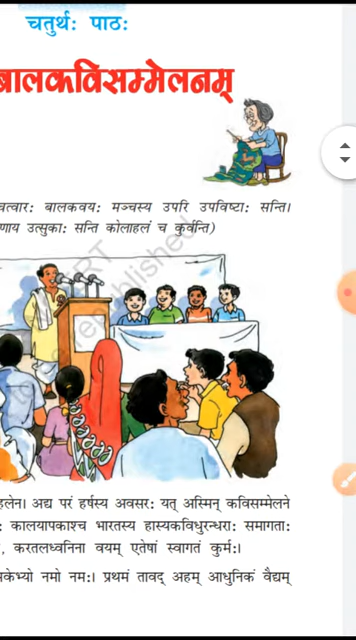 चतुर्थः पाठः
बालकविसम्मेलनम्
चत्वारः बालकवयः मञ्चस्य उपरि उपविष्टाः सन्ति।
उत्सुकाः सन्ति कोलाहलं च कुर्वन्ति)
अद्य परं हर्षस्य अवसरः यत् अस्मिन् कविसम्मेलने
कालयापकाश्च भारतस्य हास्यकविधुरन्धराः समागताः
, करतलध्वनिना वयम् एतेषां स्वागतं कुर्मः।
नमो नमः। प्रथमं तावद् अहम् आधुनिकं वैद्यम्